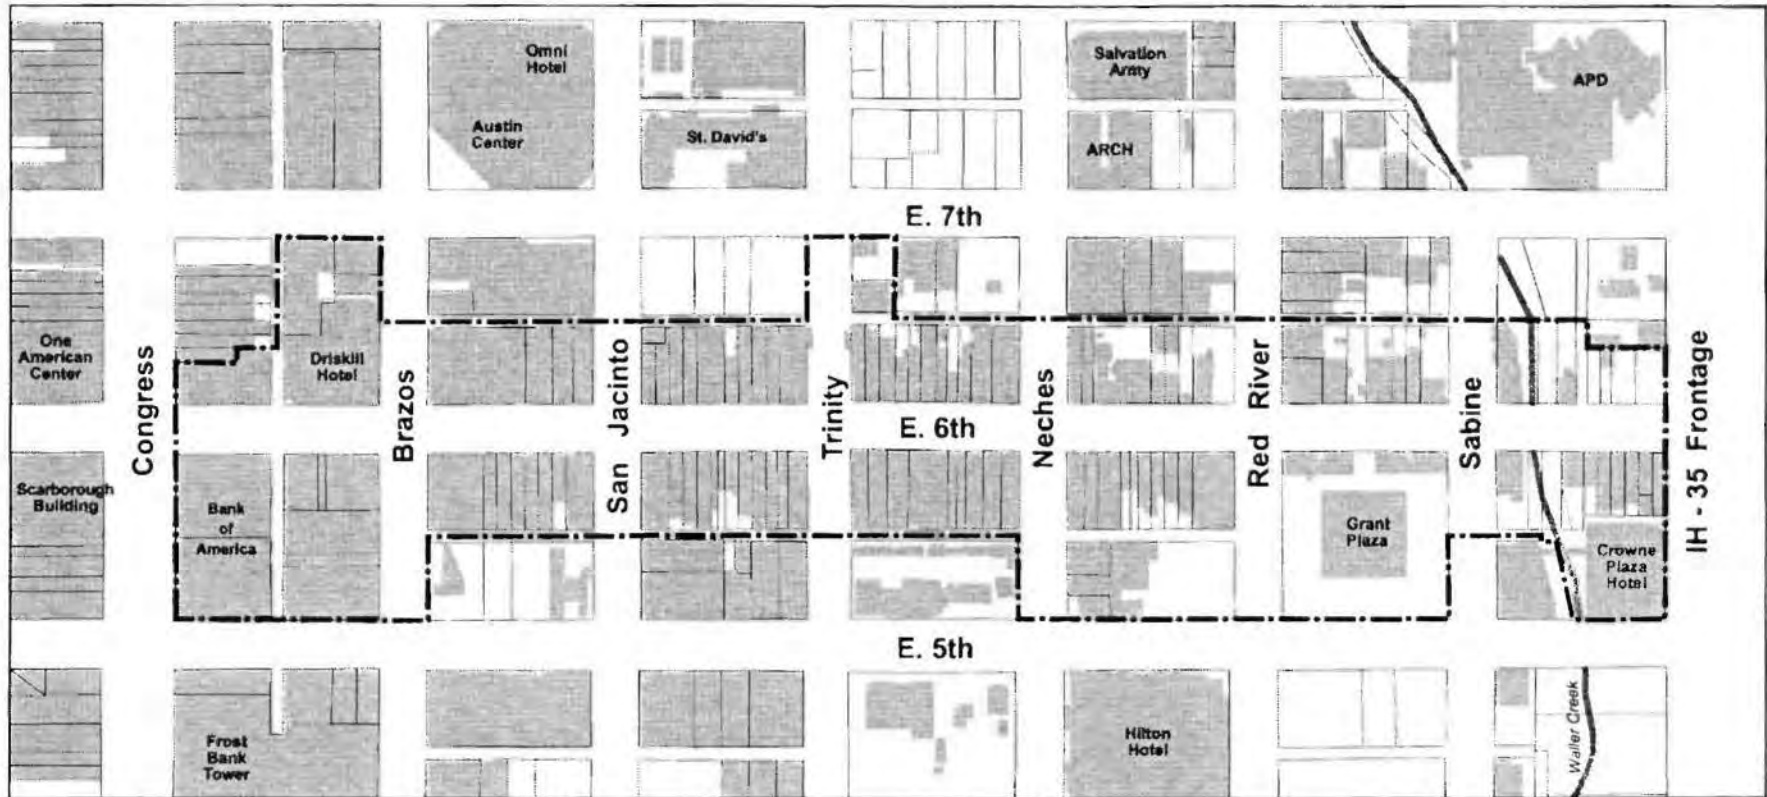 Omni
Hotel
Austin
Center
St. David's
Salvation
Army
ARCH
APD
E. 7th
One
American
Center
Congress
Driskill
Hotel
Brazos
San Jacinto
Trinity
E. 6th
Neches
Red River
Sabine
IH - 35 Frontage
Scarborough
Building
Bank
of
America
Grant
Plaza
Crowne
Plaza
Hotel
E. 5th
Frost
Bank
Tower
Hilton
Hotel
Waller Creek